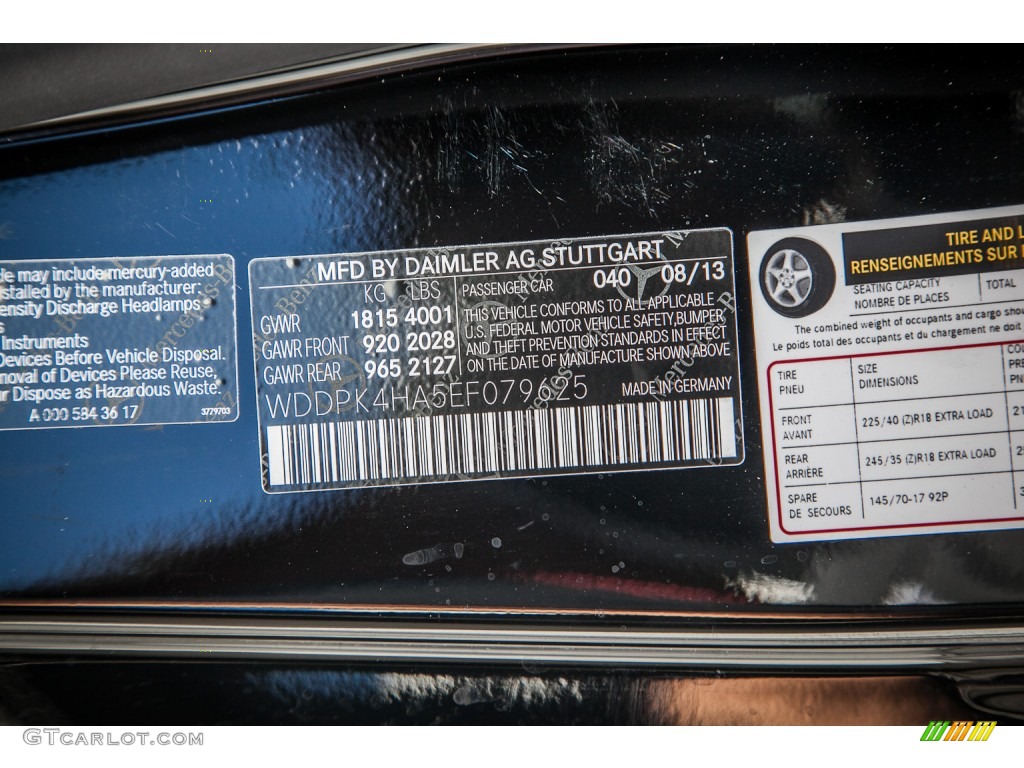 le may include mercury-added
stalled by the manufacturer:
ensity Discharge Headlamps
s
Instruments
Devices Before Vehicle Disposal.
moval of Devices Please Reuse,
or Dispose as Hazardous Waste.
A 000 584 36 17
3779703
MFD BY DAIMLER AG STUTTGART
KG LBS PASSENGER CAR 040 08/13
GVWR 1815 4001
GAWR FRONT 920 2028
GAWR REAR 965 2127
THIS VEHICLE CONFORMS TO ALL APPLICABLE
U.S. FEDERAL MOTOR VEHICLE SAFETY, BUMPER,
AND THEFT PREVENTION STANDARDS IN EFFECT
ON THE DATE OF MANUFACTURE SHOWN ABOVE
WDDPK4HA5EF079625 MADE IN GERMANY
TIRE AND L
RENSEIGNEMENTS SUR
SEATING CAPACITY
NOMBRE DE PLACES
TOTAL
The combined weight of occupants and cargo shou
Le poids total des occupants et du chargement ne doit
TIRE
PNEU
SIZE
DIMENSIONS
FRONT
AVANT
225/40 (Z)R18 EXTRA LOAD
REAR
ARRIÈRE
245/35 (Z)R18 EXTRA LOAD
SPARE
DE SECOURS
145/70-17 92P
GTCarlot.com